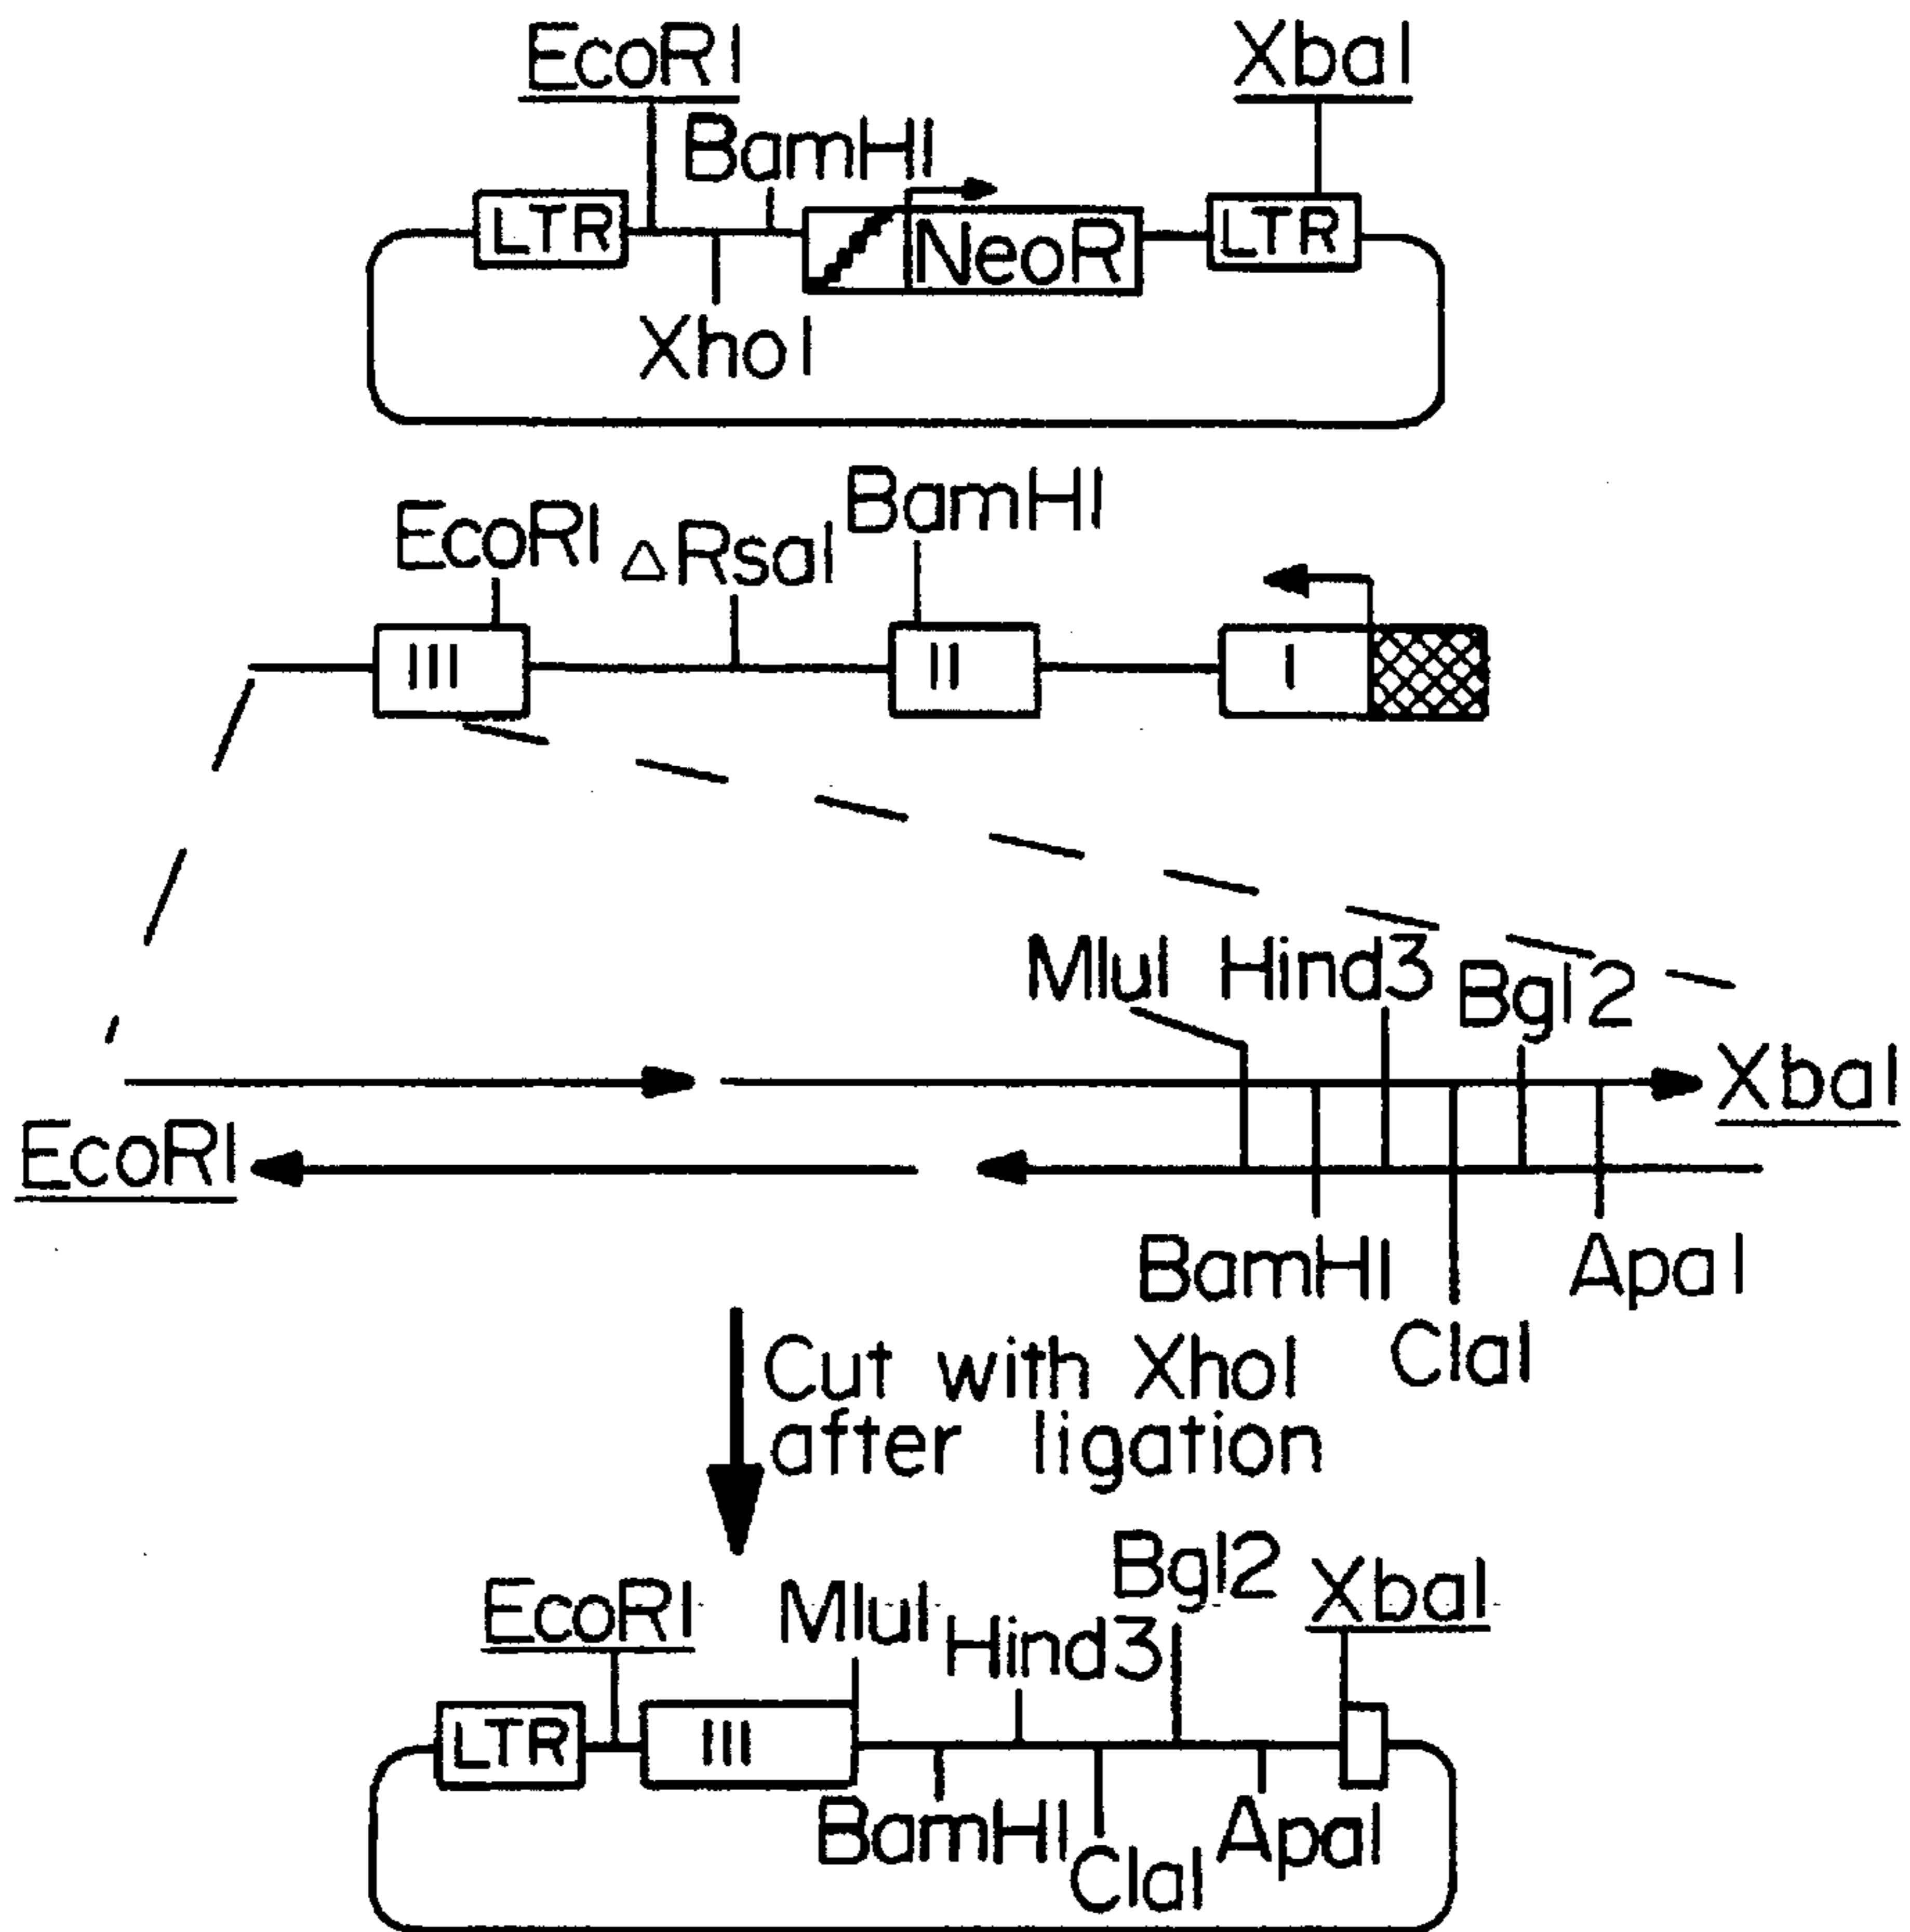 EcoRI XbaI
BamHI
LTR NeoR LTR
XhoI
EcoRI △RsaI BamHI
III II I
MluI Hind3 Bgl2
XbaI
EcoRI
BamHI ApaI
ClaI
Cut with XhoI
after ligation
EcoRI MluI Hind3 Bgl2 XbaI
LTR III
BamHI ClaI ApaI